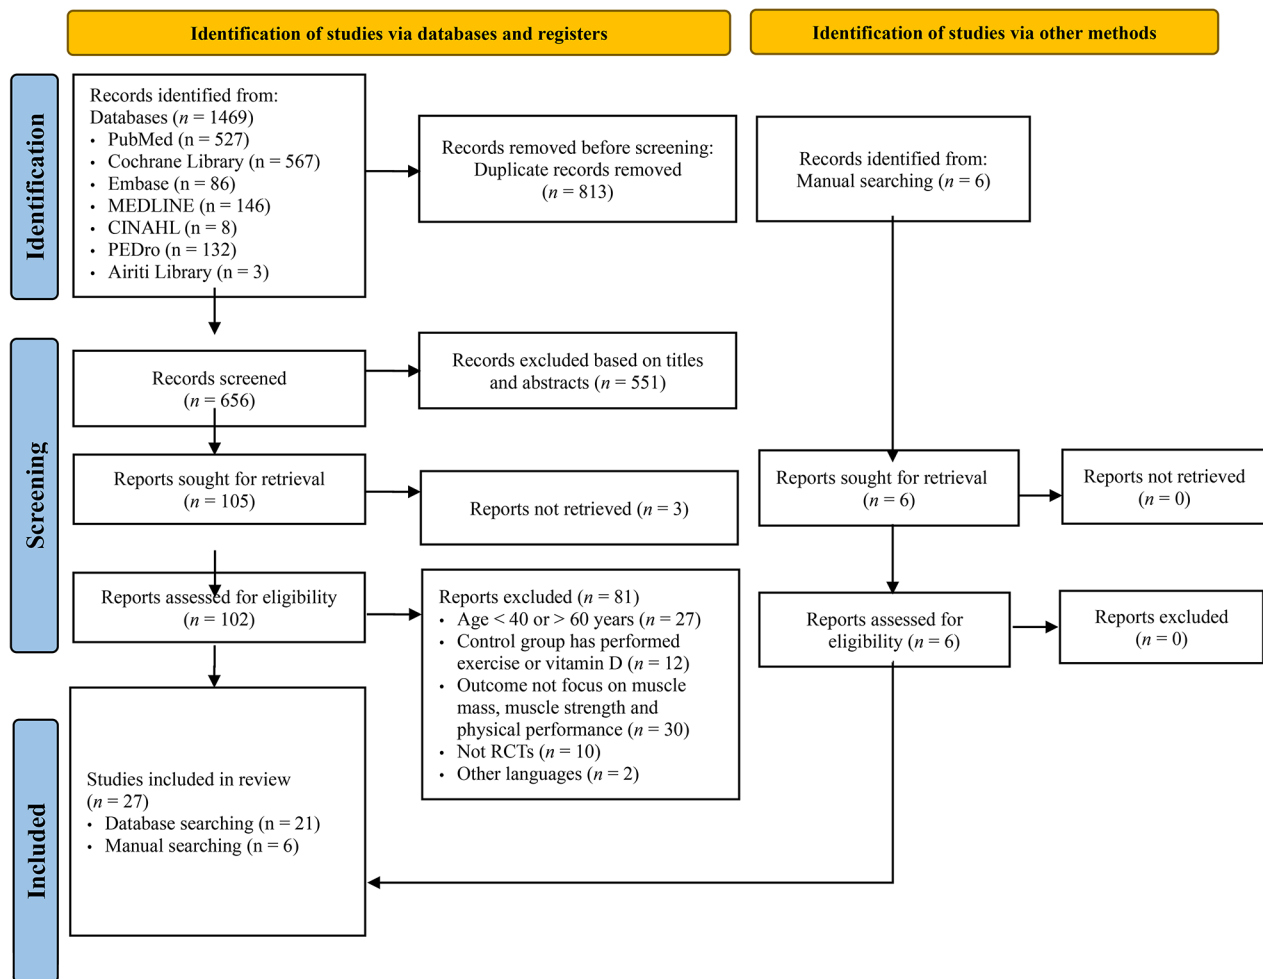 Identification of studies via databases and registers
Identification of studies via other methods
Identification
Records identified from:
Databases (n = 1469)
• PubMed (n = 527)
• Cochrane Library (n = 567)
• Embase (n = 86)
• MEDLINE (n = 146)
• CINAHL (n = 8)
• PEDro (n = 132)
• Airiti Library (n = 3)
Records removed before screening:
Duplicate records removed
(n = 813)
Records identified from:
Manual searching (n = 6)
Screening
Records screened
(n = 656)
Records excluded based on titles
and abstracts (n = 551)
Reports sought for retrieval
(n = 105)
Reports not retrieved (n = 3)
Reports sought for retrieval
(n = 6)
Reports not retrieved
(n = 0)
Reports assessed for eligibility
(n = 102)
Reports excluded (n = 81)
• Age < 40 or > 60 years (n = 27)
• Control group has performed
exercise or vitamin D (n = 12)
• Outcome not focus on muscle
mass, muscle strength and
physical performance (n = 30)
• Not RCTs (n = 10)
• Other languages (n = 2)
Reports assessed for
eligibility (n = 6)
Reports excluded
(n = 0)
Included
Studies included in review
(n = 27)
• Database searching (n = 21)
• Manual searching (n = 6)